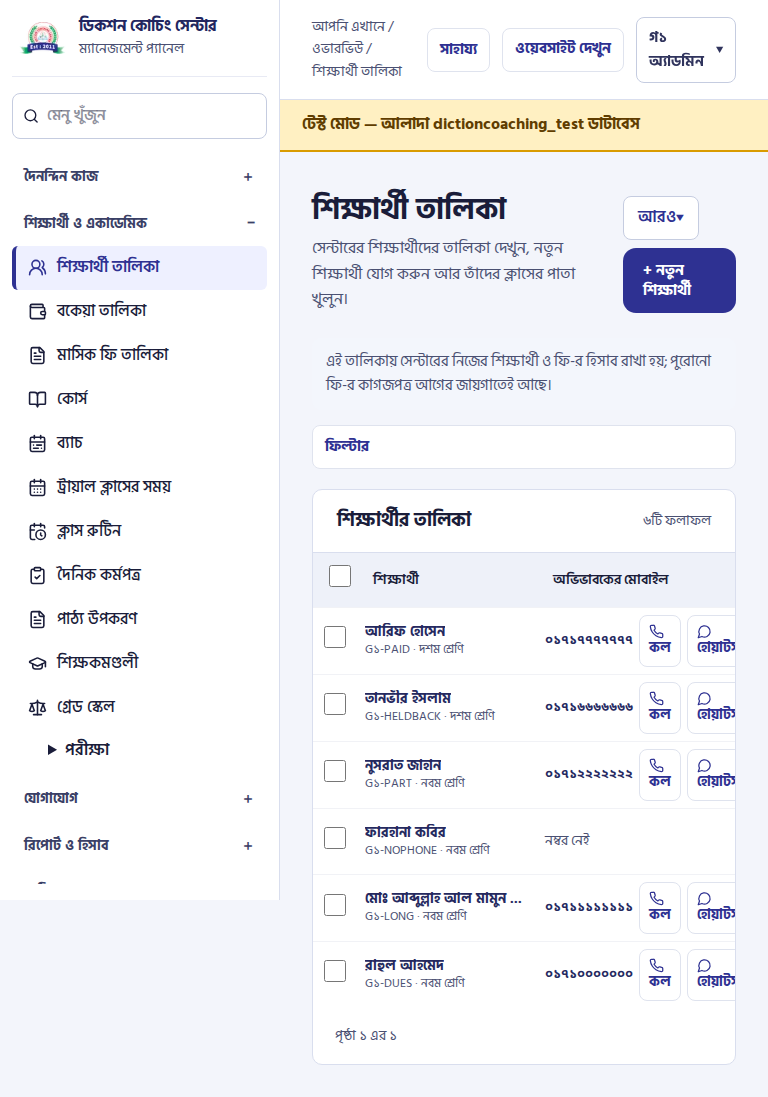 ডিকশন কোচিং সেন্টার
ম্যানেজমেন্ট প্যানেল
Est : 2011
মেনু খুঁজুন
দৈনন্দিন কাজ +
শিক্ষার্থী ও একাডেমিক −
শিক্ষার্থী তালিকা
বকেয়া তালিকা
মাসিক ফি তালিকা
কোর্স
ব্যাচ
ট্রায়াল ক্লাসের সময়
ক্লাস রুটিন
দৈনিক কর্মপত্র
পাঠ্য উপকরণ
শিক্ষকমণ্ডলী
গ্রেড স্কেল
▶ পরীক্ষা
যোগাযোগ +
রিপোর্ট ও হিসাব +
আপনি এখানে /
ওভারভিউ /
শিক্ষার্থী তালিকা
সাহায্য
ওয়েবসাইট দেখুন
গ১
অ্যাডমিন ▼
টেস্ট মোড — আলাদা dictioncoaching_test ডাটাবেস
শিক্ষার্থী তালিকা
সেন্টারের শিক্ষার্থীদের তালিকা দেখুন, নতুন
শিক্ষার্থী যোগ করুন আর তাঁদের ক্লাসের পাতা
খুলুন।
আরও▾
+ নতুন
শিক্ষার্থী
এই তালিকায় সেন্টারের নিজের শিক্ষার্থী ও ফি-র হিসাব রাখা হয়; পুরোনো
ফি-র কাগজপত্র আগের জায়গাতেই আছে।
ফিল্টার
শিক্ষার্থীর তালিকা ৬টি ফলাফল
শিক্ষার্থী অভিভাবকের মোবাইল
আরিফ হোসেন
G১-PAID · দশম শ্রেণি
০১৭১৭৭৭৭৭৭৭ কল
তানভীর ইসলাম
G১-HELDBACK · দশম শ্রেণি
০১৭১৬৬৬৬৬৬৬ কল
নুসরাত জাহান
G১-PART · নবম শ্রেণি
০১৭১২২২২২২২ কল
ফারহানা কবির
G১-NOPHONE · নবম শ্রেণি
নম্বর নেই
মোঃ আব্দুল্লাহ আল মামুন ...
G১-LONG · নবম শ্রেণি
০১৭১১১১১১১১ কল
রাহুল আহমেদ
G১-DUES · নবম শ্রেণি
০১৭১০০০০০০০ কল
পৃষ্ঠা ১ এর ১